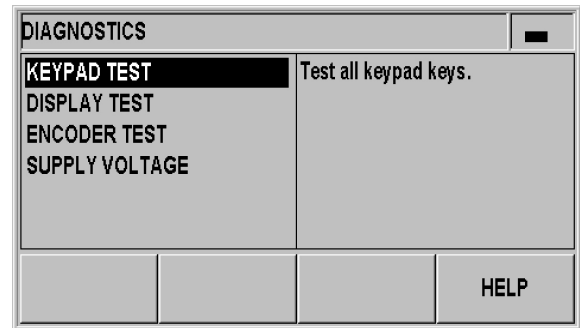 DIAGNOSTICS
KEYPAD TEST
DISPLAY TEST
ENCODER TEST
SUPPLY VOLTAGE
Test all keypad keys.
HELP